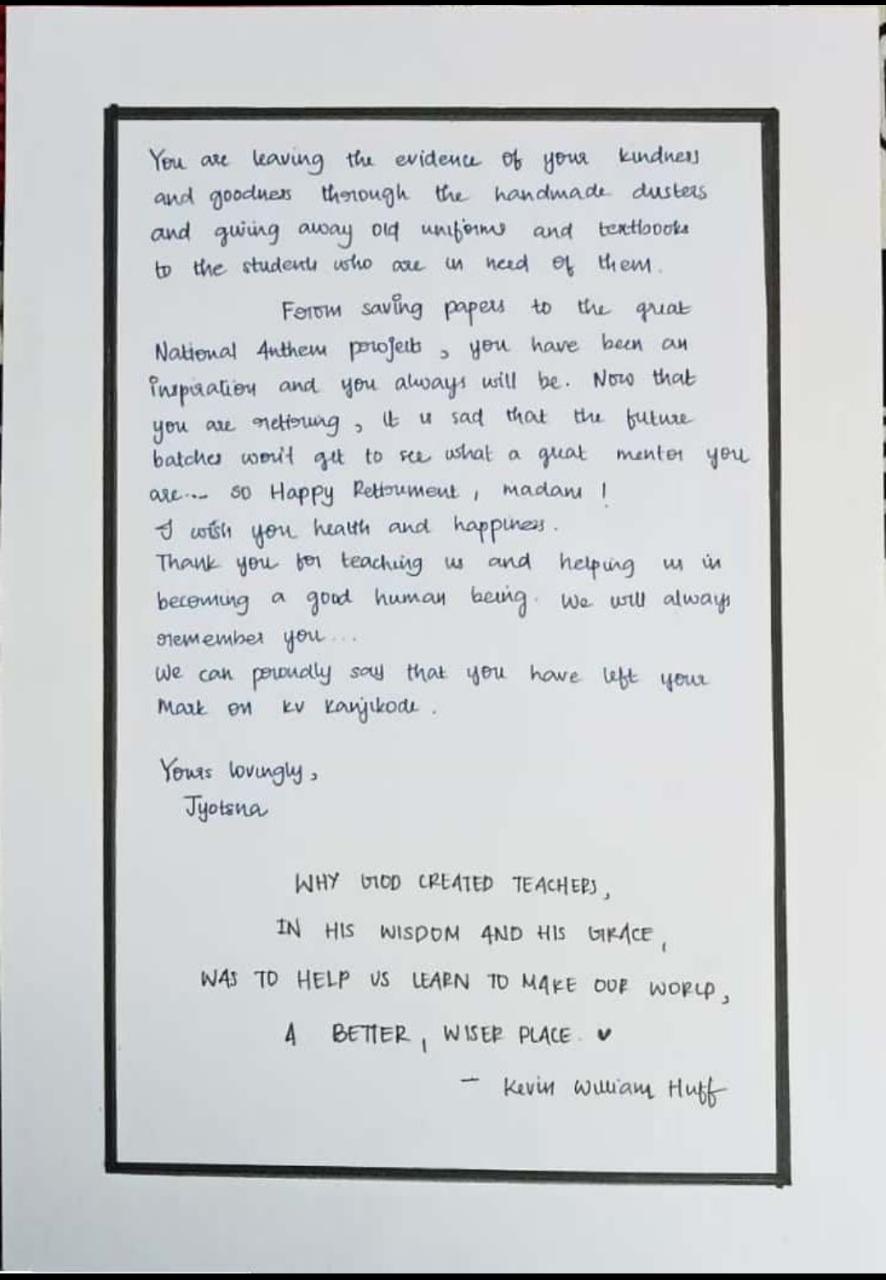 You are leaving the evidence of your kindness
and goodness through the handmade dusters
and giving away old uniforms and textbooks
to the students who are in need of them.
From saving papers to the great
National Anthem projects, you have been an
inspiration and you always will be. Now that
you are retiring, it is sad that the future
batches won't get to see what a great mentor you
are... so Happy Retirement, madam!
I wish you health and happiness.
Thank you for teaching us and helping us in
becoming a good human being. We will always
remember you...
We can proudly say that you have left your
Mark on KV Kanjikode.
Yours lovingly,
Jyotsna
WHY GOD CREATED TEACHERS,
IN HIS WISDOM AND HIS GRACE,
WAS TO HELP US LEARN TO MAKE OUR WORLD,
A BETTER, WISER PLACE. ♥
- Kevin William Huff